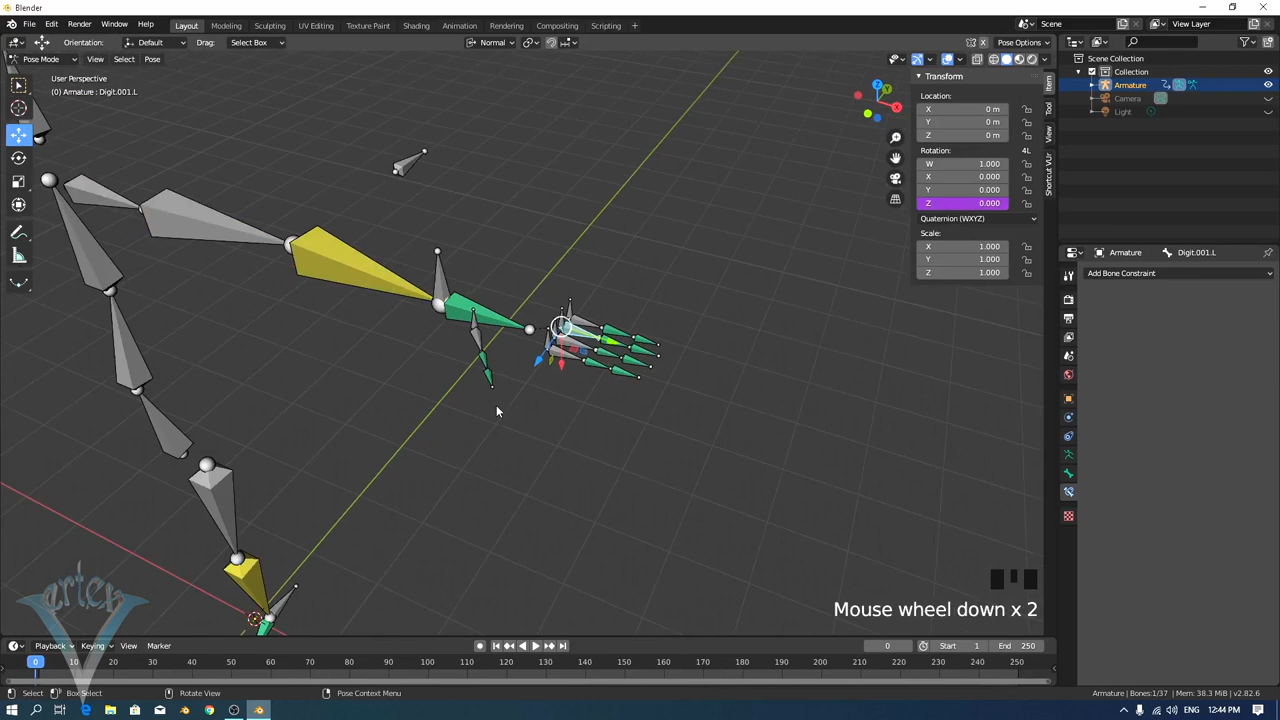 Blender
File Edit Render Window Help Layout Modeling Sculpting UV Editing Texture Paint Shading Animation Rendering Compositing Scripting + Scene View Layer
Orientation: Default Drag: Select Box Normal Pose Options
Pose Mode View Select Pose
User Perspective
(0) Armature : Digit.001.L
Transform
Location:
X 0 m
Y 0 m
Z 0 m
Rotation: 4L
W 1.000
X 0.000
Y 0.000
Z 0.000
Quaternion (WXYZ)
Scale:
X 1.000
Y 1.000
Z 1.000
Item
Tool
View
Shortcut VUr
Scene Collection
Collection
Armature
Camera
Light
Armature Digit.001.L
Add Bone Constraint
X
Y
Vertex
Mouse wheel down x 2
Playback Keying View Marker 0 Start 1 End 250
0 10 20 30 40 50 60 70 80 90 100 110 120 130 140 150 160 170 180 190 200 210 220 230 240 250
Select Box Select Rotate View Pose Context Menu Armature | Bones:1/37 | Mem: 38.3 MiB | v2.82.6
ENG 12:44 PM